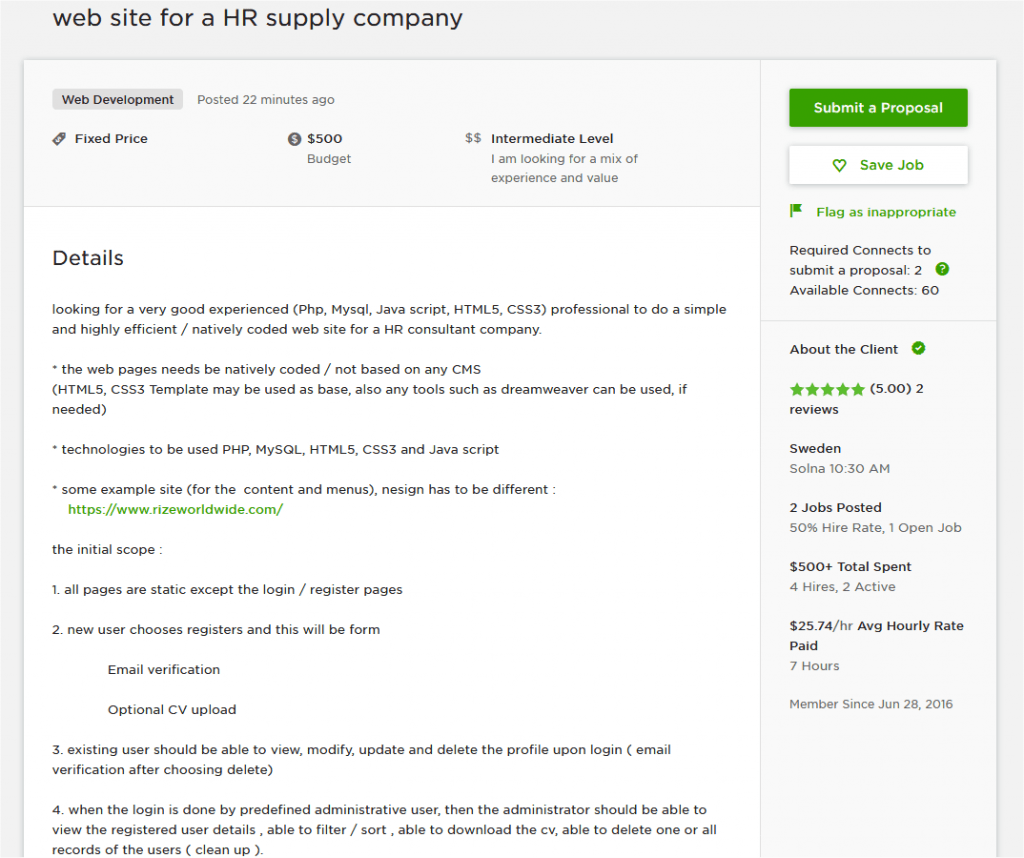 web site for a HR supply company
Web Development
Posted 22 minutes ago
Fixed Price
$500
Budget
$$ Intermediate Level
I am looking for a mix of
experience and value
Details
looking for a very good experienced (Php, Mysql, Java script, HTML5, CSS3) professional to do a simple
and highly efficient / natively coded web site for a HR consultant company.
* the web pages needs be natively coded / not based on any CMS
(HTML5, CSS3 Template may be used as base, also any tools such as dreamweaver can be used, if
needed)
* technologies to be used PHP, MySQL, HTML5, CSS3 and Java script
* some example site (for the  content and menus), nesign has to be different :
https://www.rizeworldwide.com/
the initial scope :
1. all pages are static except the login / register pages
2. new user chooses registers and this will be form
Email verification
Optional CV upload
3. existing user should be able to view, modify, update and delete the profile upon login ( email
verification after choosing delete)
4. when the login is done by predefined administrative user, then the administrator should be able to
view the registered user details , able to filter / sort , able to download the cv, able to delete one or all
records of the users ( clean up ).
Submit a Proposal
Save Job
Flag as inappropriate
Required Connects to
submit a proposal: 2 ?
Available Connects: 60
About the Client
(5.00) 2
reviews
Sweden
Solna 10:30 AM
2 Jobs Posted
50% Hire Rate, 1 Open Job
$500+ Total Spent
4 Hires, 2 Active
$25.74/hr Avg Hourly Rate
Paid
7 Hours
Member Since Jun 28, 2016